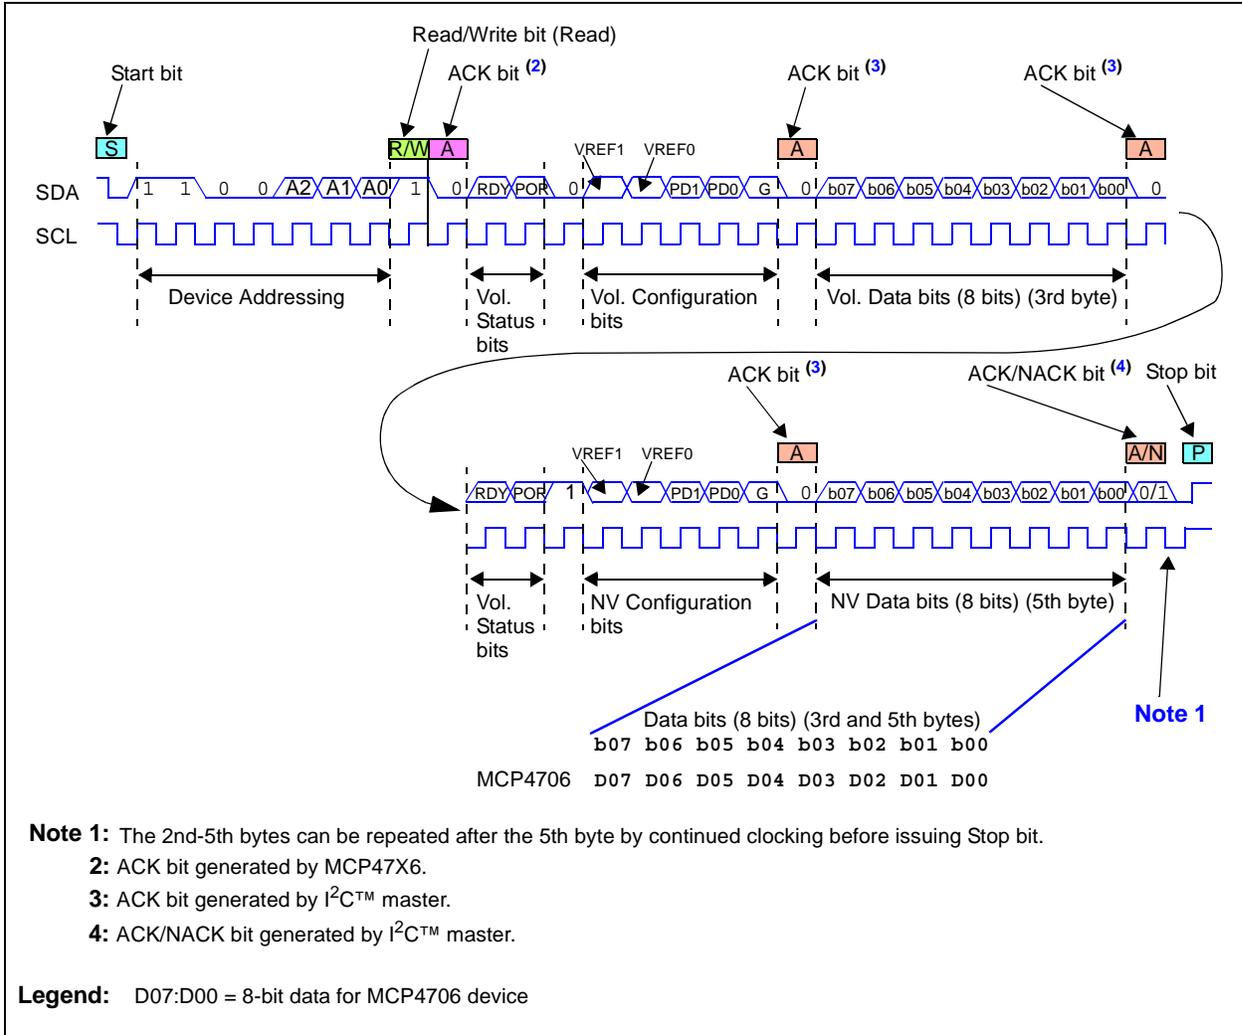 Read/Write bit (Read)
Start bit
ACK bit (2)
ACK bit (3)
ACK bit (3)
S
R/W
A
A
A
VREF1
VREF0
SDA 1 1 0 0 A2 A1 A0 1 0 RDY POR 0 PD1 PD0 G 0 b07 b06 b05 b04 b03 b02 b01 b00 0
SCL
Device Addressing
Vol.
Status
bits
Vol. Configuration
bits
Vol. Data bits (8 bits) (3rd byte)
ACK bit (3)
ACK/NACK bit (4)
Stop bit
A
A/N
P
VREF1
VREF0
RDY POR 1 PD1 PD0 G 0 b07 b06 b05 b04 b03 b02 b01 b00 0/1
Vol.
Status
bits
NV Configuration
bits
NV Data bits (8 bits) (5th byte)
Note 1
Data bits (8 bits) (3rd and 5th bytes)
b07 b06 b05 b04 b03 b02 b01 b00
MCP4706 D07 D06 D05 D04 D03 D02 D01 D00
Note 1: The 2nd-5th bytes can be repeated after the 5th byte by continued clocking before issuing Stop bit.
2: ACK bit generated by MCP47X6.
3: ACK bit generated by I²C™ master.
4: ACK/NACK bit generated by I²C™ master.
Legend: D07:D00 = 8-bit data for MCP4706 device